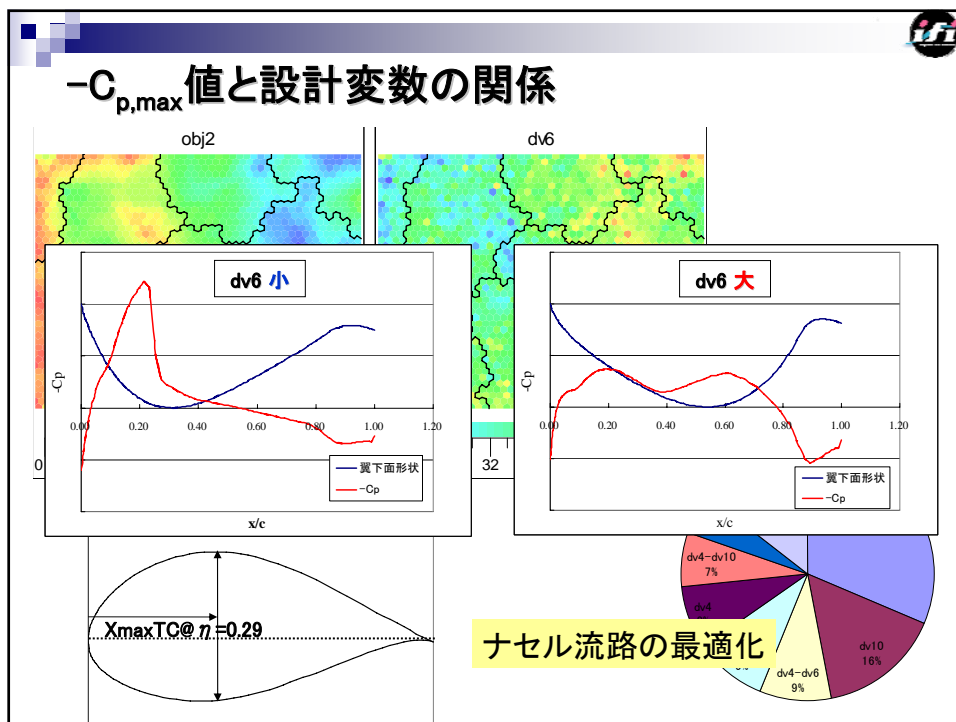 ifi
-Cp,max値と設計変数の関係
obj2
dv6
dv6 小
-Cp
0.00 0.20 0.40 0.60 0.80 1.00 1.20
翼下面形状
-Cp
x/c
dv6 大
-Cp
0.00 0.20 0.40 0.60 0.80 1.00 1.20
翼下面形状
-Cp
x/c
0
32
XmaxTC@η=0.29
dv4-dv10
7%
dv4
dv10
16%
dv4-dv6
9%
ナセル流路の最適化